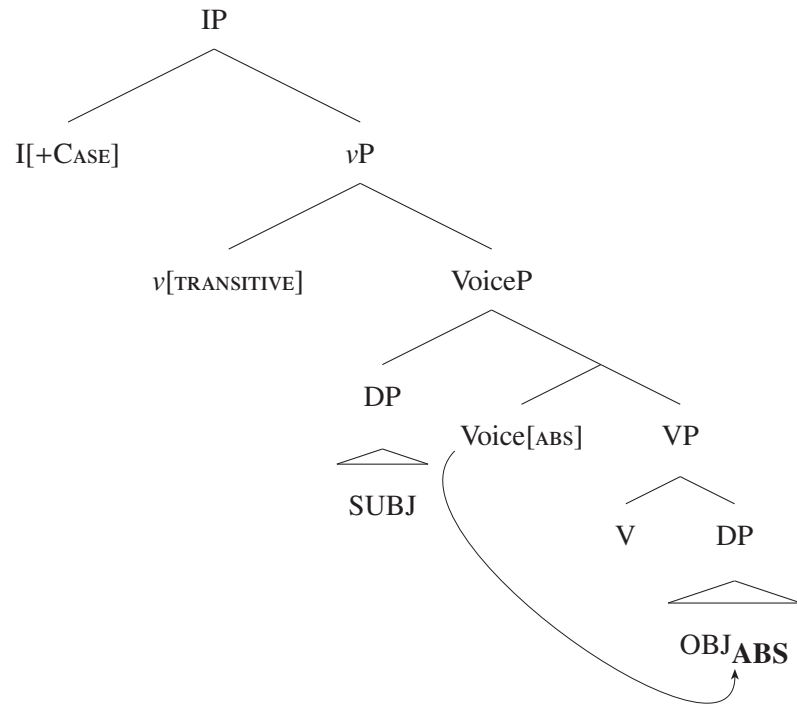 IP
I[+CASE] vP
v[TRANSITIVE] VoiceP
DP
Voice[ABS] VP
SUBJ
V DP
OBJABS